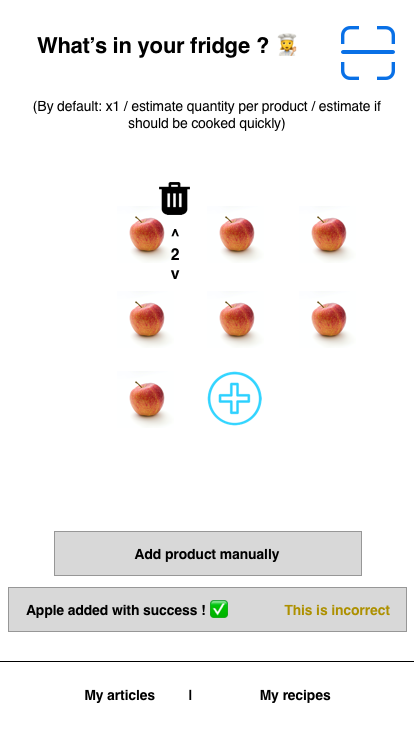 What’s in your fridge ? 👩‍🍳
(By default: x1 / estimate quantity per product / estimate if
should be cooked quickly)
^
2
v
Add product manually
Apple added with success ! ✅ This is incorrect
My articles | My recipes